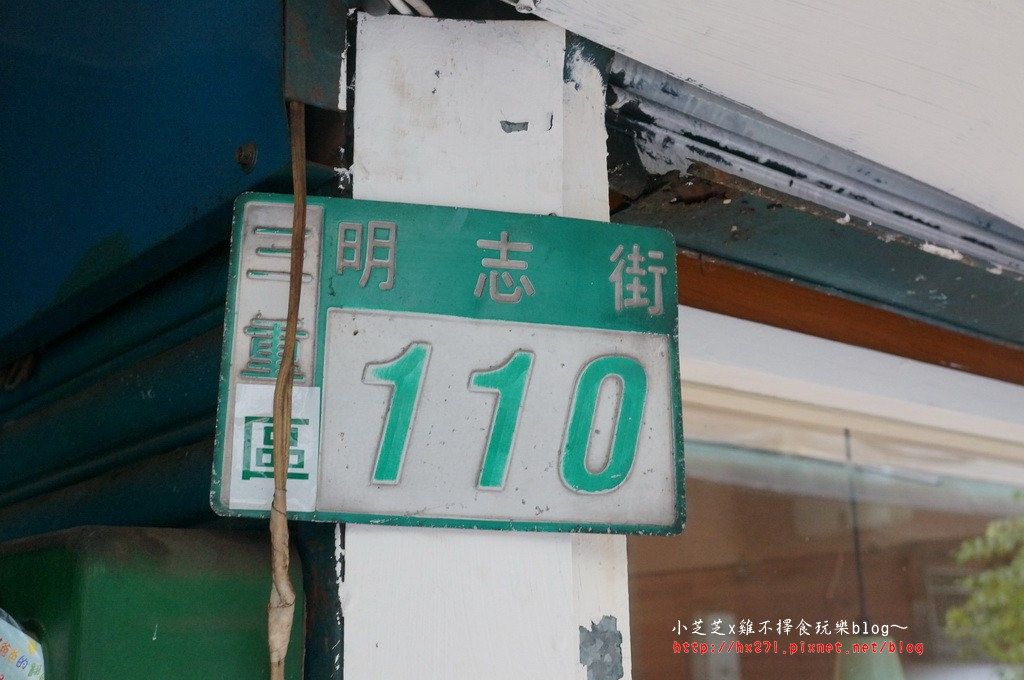 三重區
明志街
110
小芝芝x雞不擇食玩樂blog～
http://hx271.pixnet.net/blog